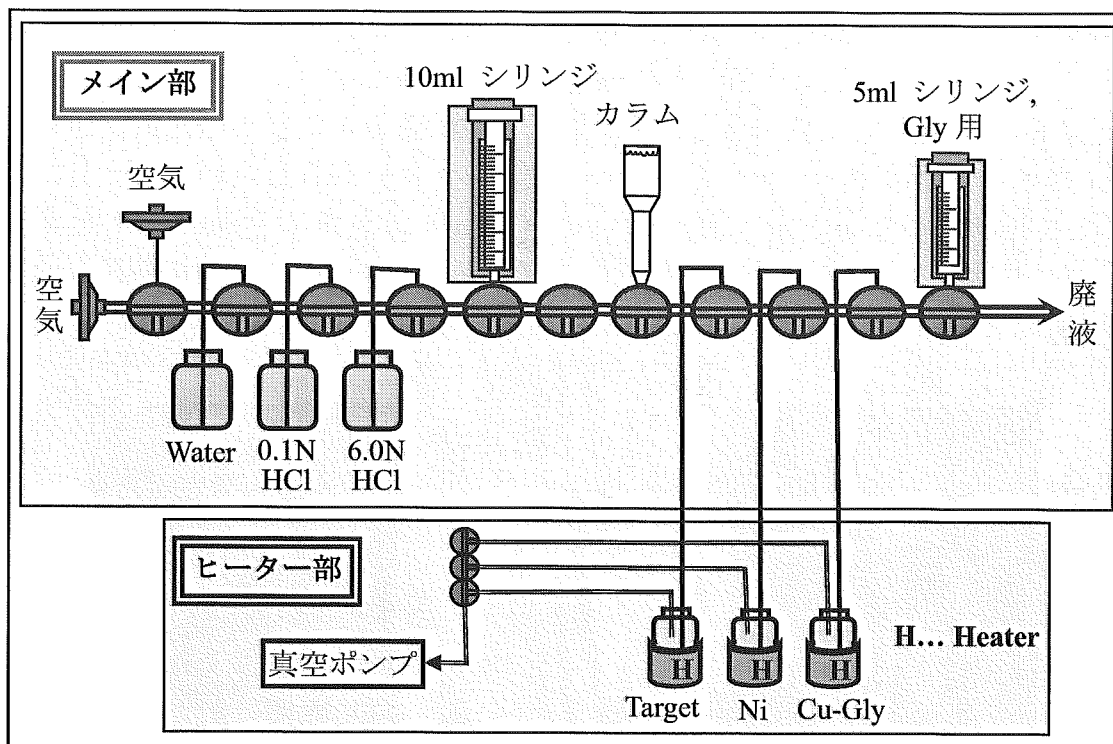 メイン部
10ml シリンジ
カラム
5ml シリンジ,
Gly 用
空気
空気
廃液
Water
0.1N
HCl
6.0N
HCl
ヒーター部
真空ポンプ
H
H
H
H... Heater
Target
Ni
Cu-Gly